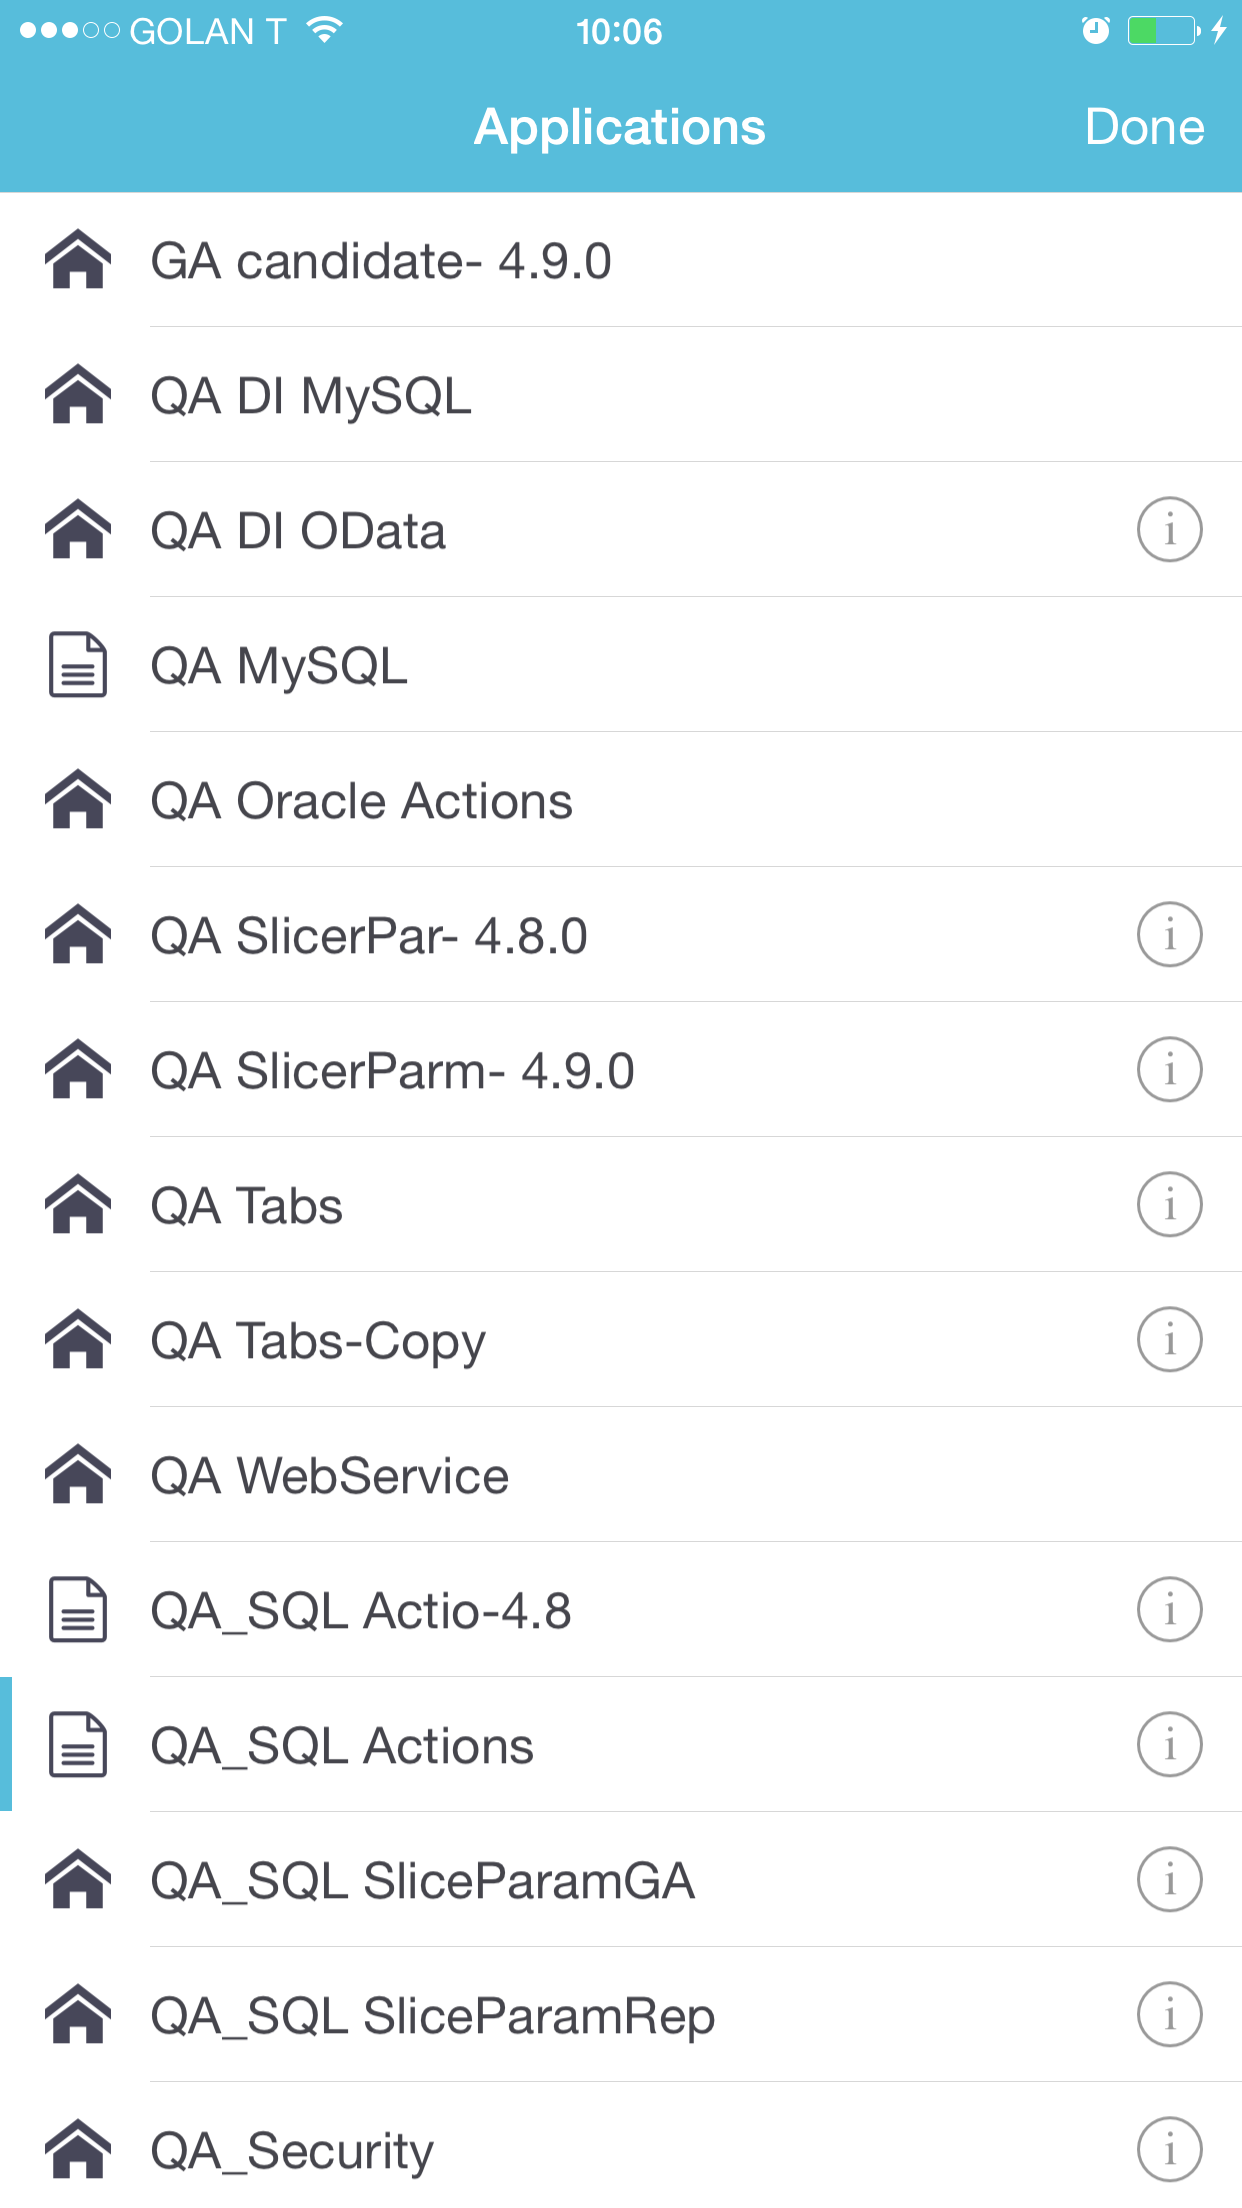 GOLAN T 10:06
Applications Done
GA candidate- 4.9.0
QA DI MySQL
QA DI OData
QA MySQL
QA Oracle Actions
QA SlicerPar- 4.8.0
QA SlicerParm- 4.9.0
QA Tabs
QA Tabs-Copy
QA WebService
QA_SQL Actio-4.8
QA_SQL Actions
QA_SQL SliceParamGA
QA_SQL SliceParamRep
QA_Security